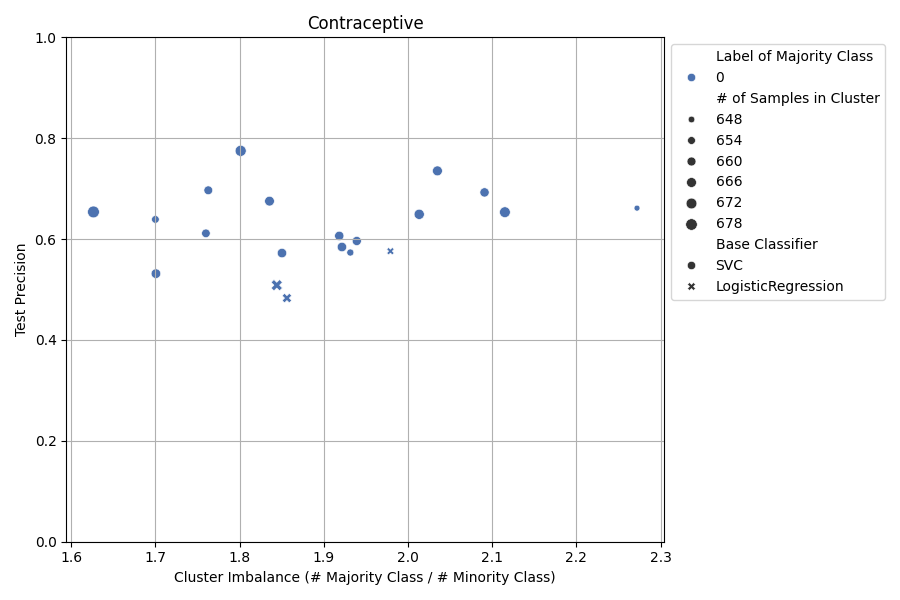 Contraceptive
Test Precision
1.0
0.8
0.6
0.4
0.2
0.0
1.6
1.7
1.8
1.9
2.0
2.1
2.2
2.3
Cluster Imbalance (# Majority Class / # Minority Class)
Label of Majority Class
0
# of Samples in Cluster
648
654
660
666
672
678
Base Classifier
SVC
LogisticRegression